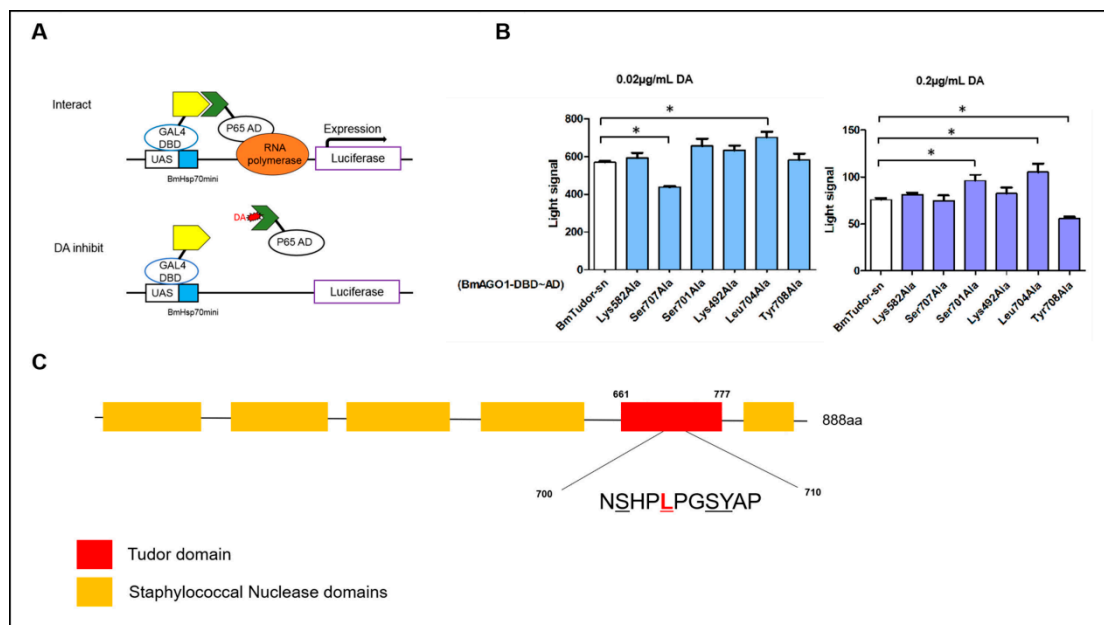 A
Interact
GAL4
DBD
P65 AD
RNA
polymerase
Expression
UAS
Luciferase
BmHsp70mini
DA inhibit
DA
P65 AD
GAL4
DBD
UAS
Luciferase
BmHsp70mini
B
0.02µg/mL DA
Light signal
800
600
400
200
0
*
*
(BmAGO1-DBD~AD)
BmTudor-sn
Lys582Ala
Ser707Ala
Ser701Ala
Lys492Ala
Leu704Ala
Tyr708Ala
0.2µg/mL DA
Light signal
150
100
50
0
*
*
*
BmTudor-sn
Lys582Ala
Ser707Ala
Ser701Ala
Lys492Ala
Leu704Ala
Tyr708Ala
C
661
777
888aa
700
710
NSHPLPGSYAP
Tudor domain
Staphylococcal Nuclease domains